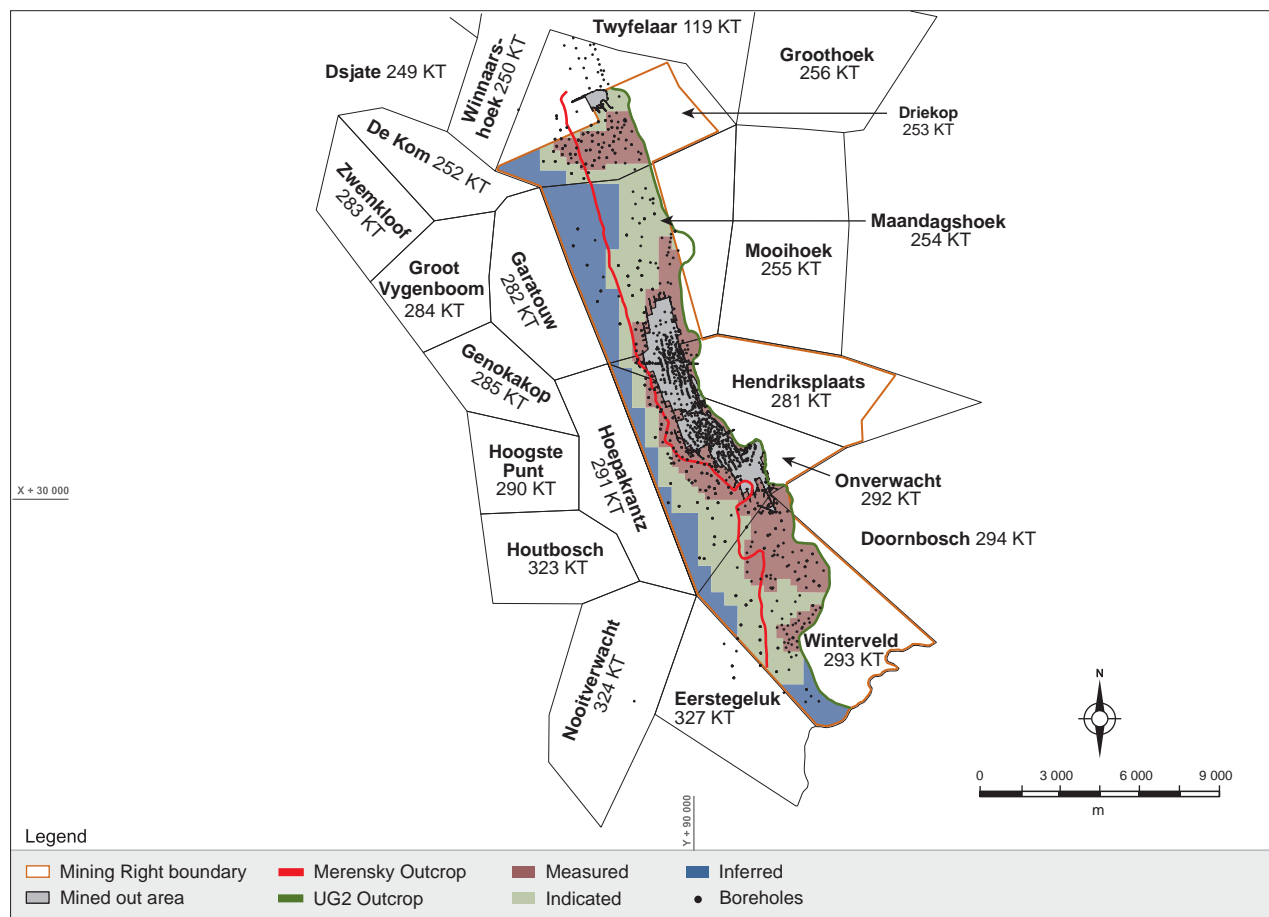 Twyfelaar 119 KT
Groothoek
256 KT
Winnaars-
hoek 250 KT
Dsjate 249 KT
Driekop
253 KT
De Kom 252 KT
Zwemkloof
283 KT
Maandagshoek
254 KT
Mooihoek
255 KT
Groot
Vygenboom
284 KT
Garatouw
282 KT
Genokakop
285 KT
Hendriksplaats
281 KT
Hoogste
Punt
290 KT
Hoepakrantz
291 KT
Onverwacht
292 KT
X + 30 000
Doornbosch 294 KT
Houtbosch
323 KT
Winterveld
293 KT
Nooitverwacht
324 KT
Eerstegeluk
327 KT
N
0 3 000 6 000 9 000
m
Y + 90 000
Legend
Mining Right boundary
Merensky Outcrop
Measured
Inferred
Mined out area
UG2 Outcrop
Indicated
Boreholes